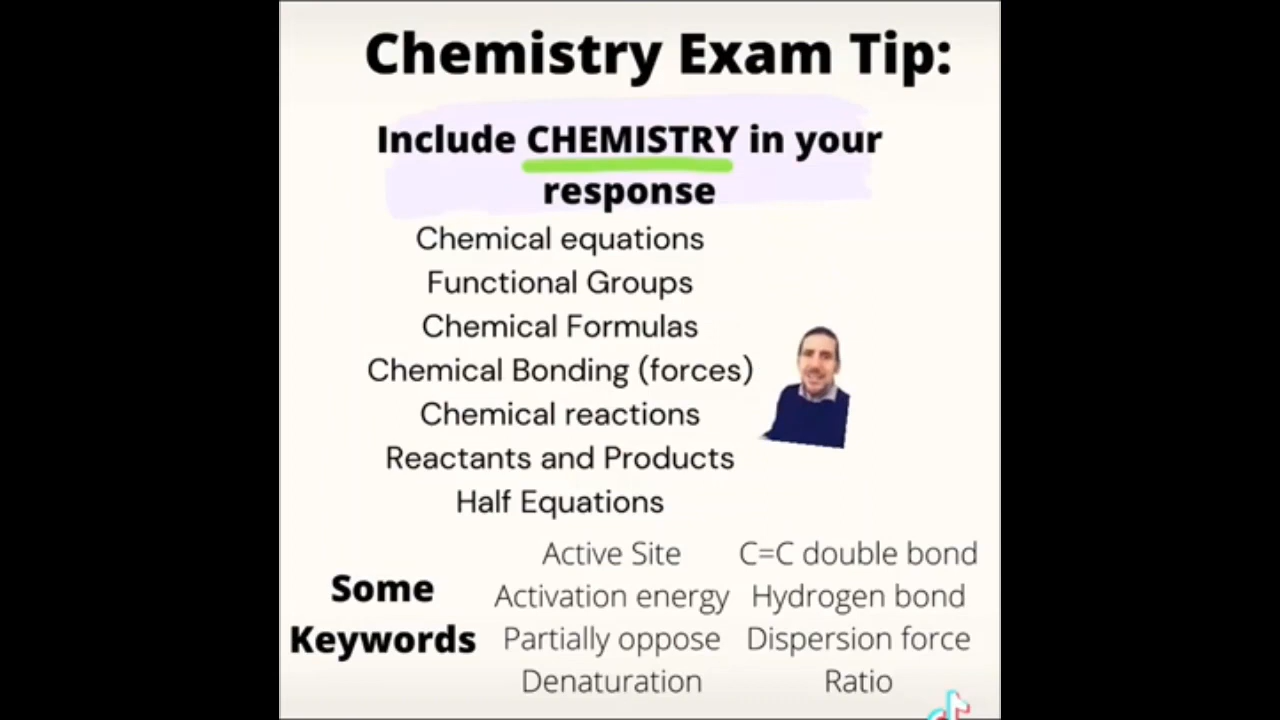 Chemistry Exam Tip:
Include CHEMISTRY in your
response
Chemical equations
Functional Groups
Chemical Formulas
Chemical Bonding (forces)
Chemical reactions
Reactants and Products
Half Equations
Some
Keywords
Active Site
Activation energy
Partially oppose
Denaturation
C=C double bond
Hydrogen bond
Dispersion force
Ratio